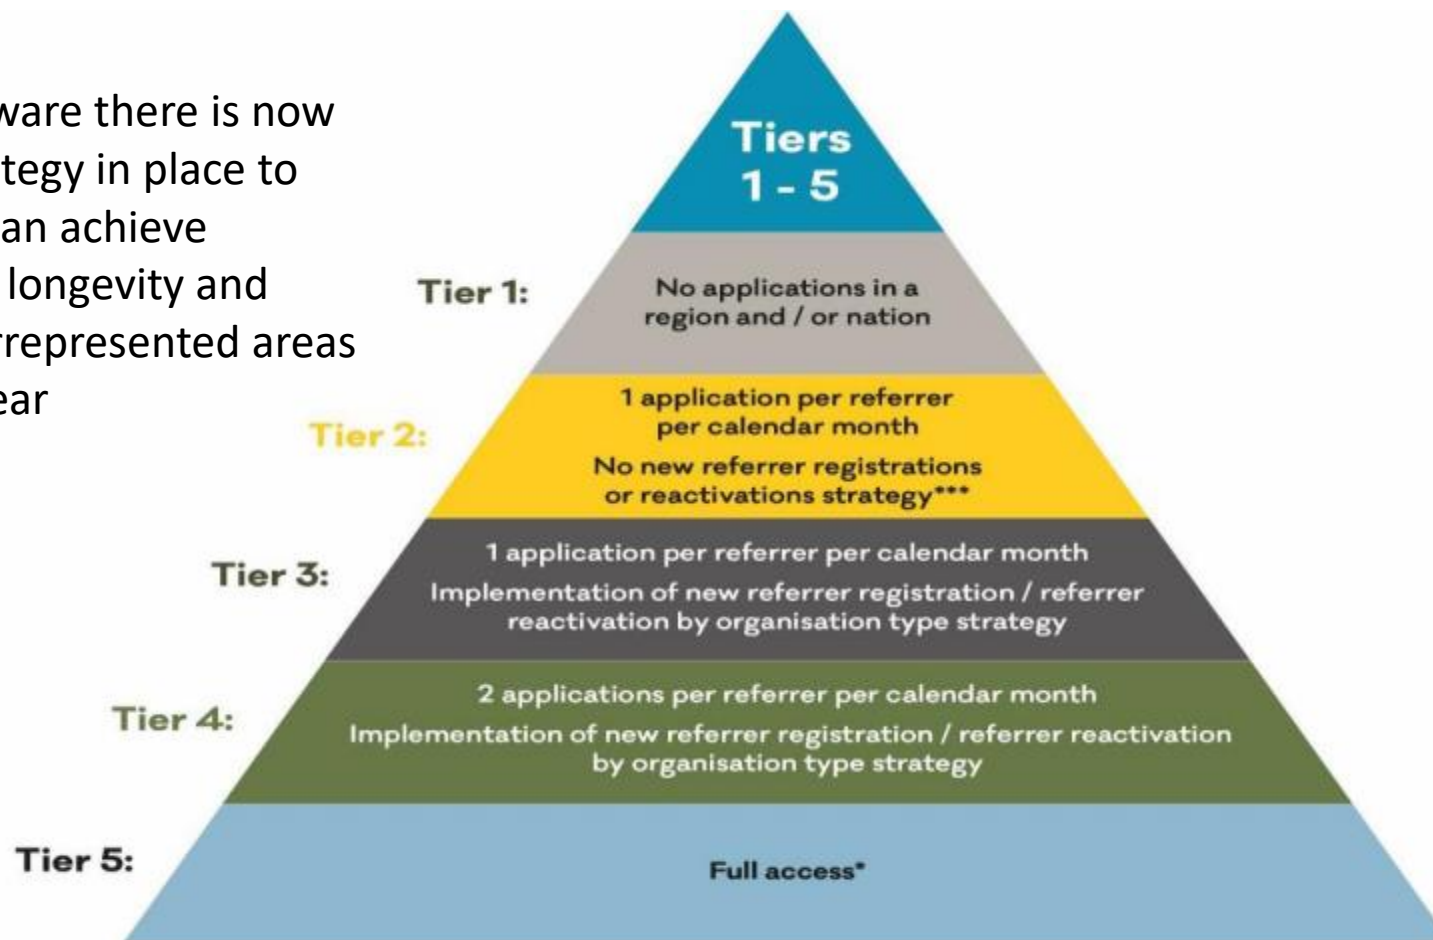 ware there is now
tegy in place to
an achieve
longevity and
rrepresented areas
ear
Tiers
1 - 5
Tier 1:
No applications in a
region and / or nation
Tier 2:
1 application per referrer
per calendar month
No new referrer registrations
or reactivations strategy***
Tier 3:
1 application per referrer per calendar month
Implementation of new referrer registration / referrer
reactivation by organisation type strategy
Tier 4:
2 applications per referrer per calendar month
Implementation of new referrer registration / referrer reactivation
by organisation type strategy
Tier 5:
Full access*